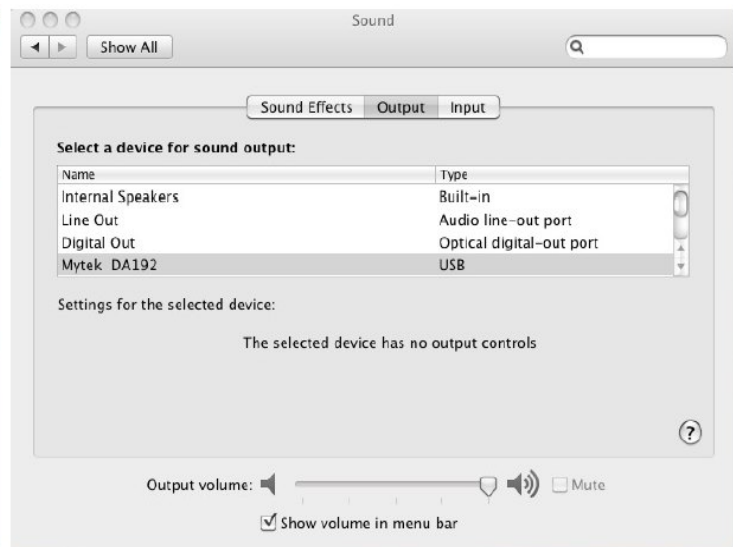 Sound
Show All
Sound Effects Output Input
Select a device for sound output:
Name Type
Internal Speakers Built-in
Line Out Audio line-out port
Digital Out Optical digital-out port
Mytek DA192 USB
Settings for the selected device:
The selected device has no output controls
?
Output volume: Mute
Show volume in menu bar